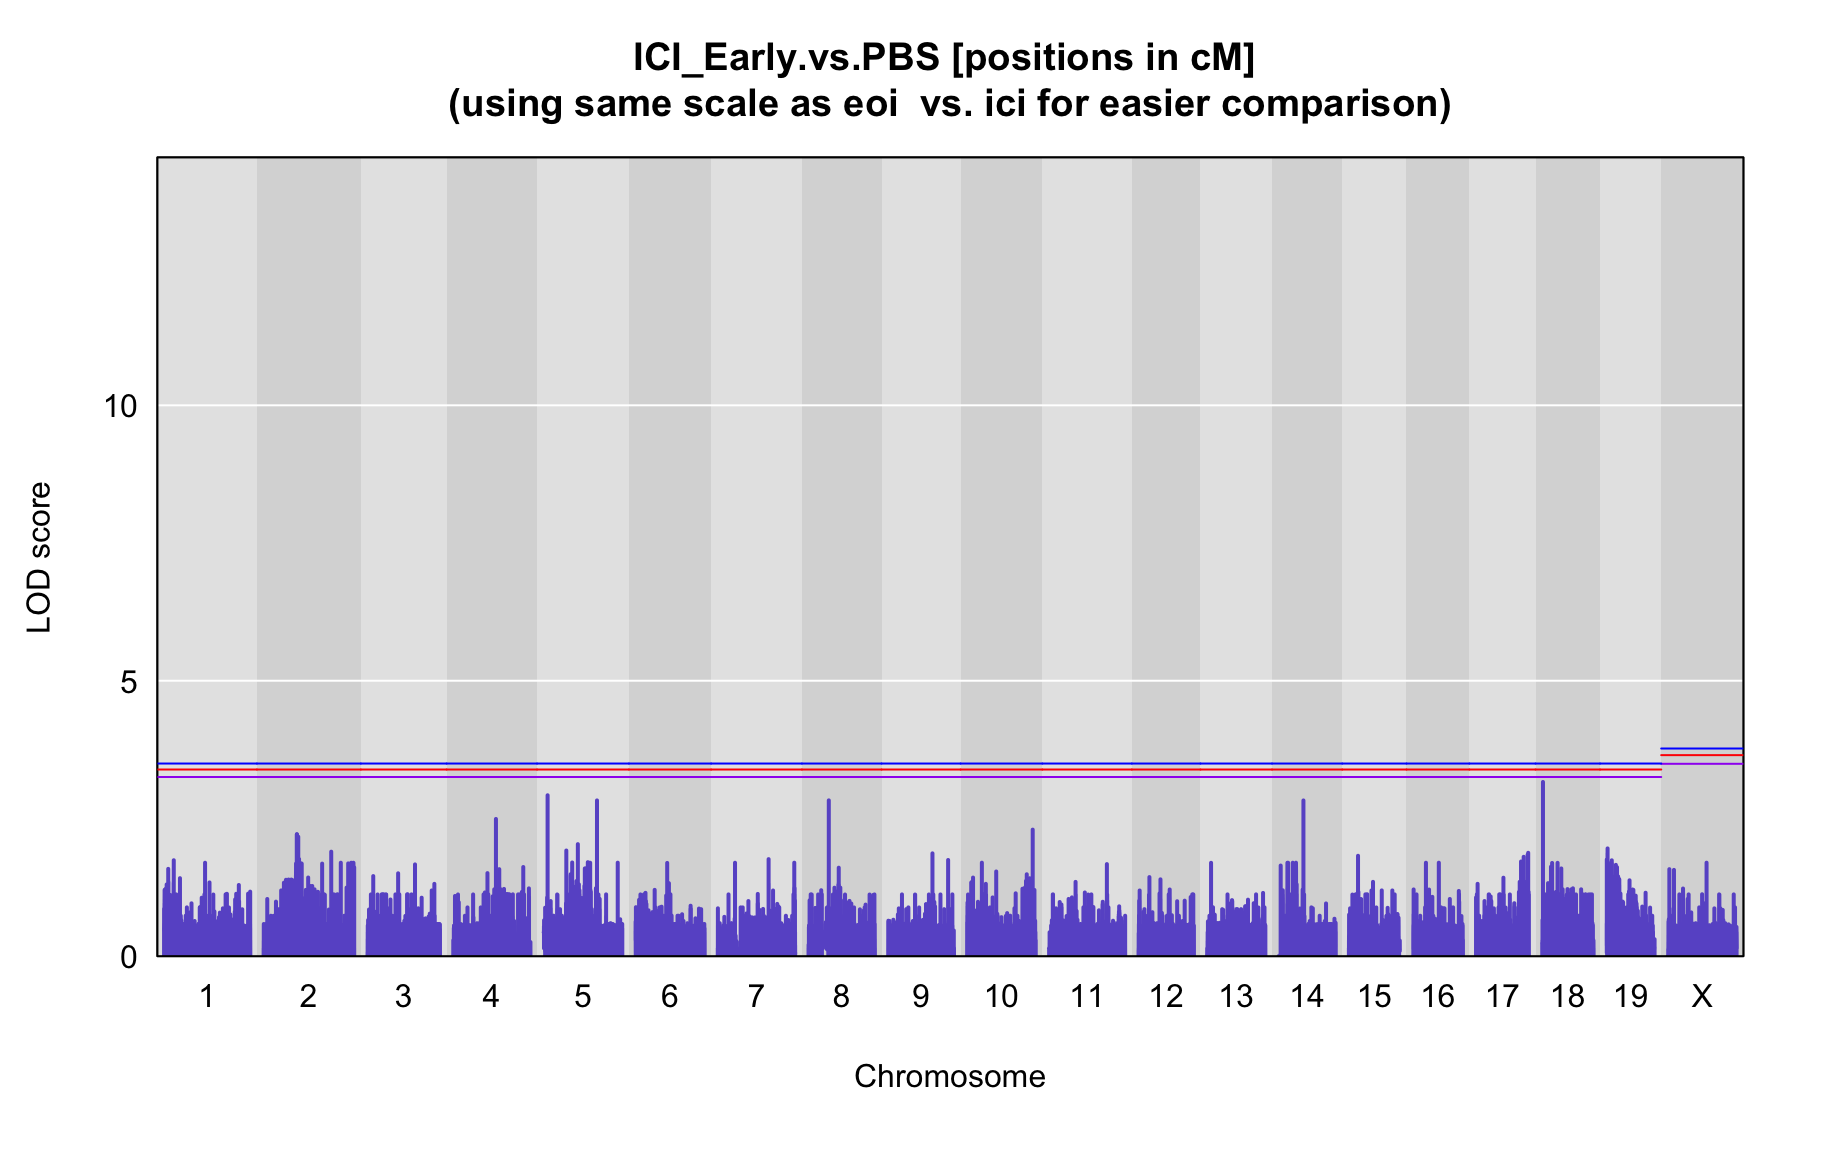 ICI_Early.vs.PBS [positions in cM]
(using same scale as eoi  vs. ici for easier comparison)
10
5
0
LOD score
1 2 3 4 5 6 7 8 9 10 11 12 13 14 15 16 17 18 19 X
Chromosome